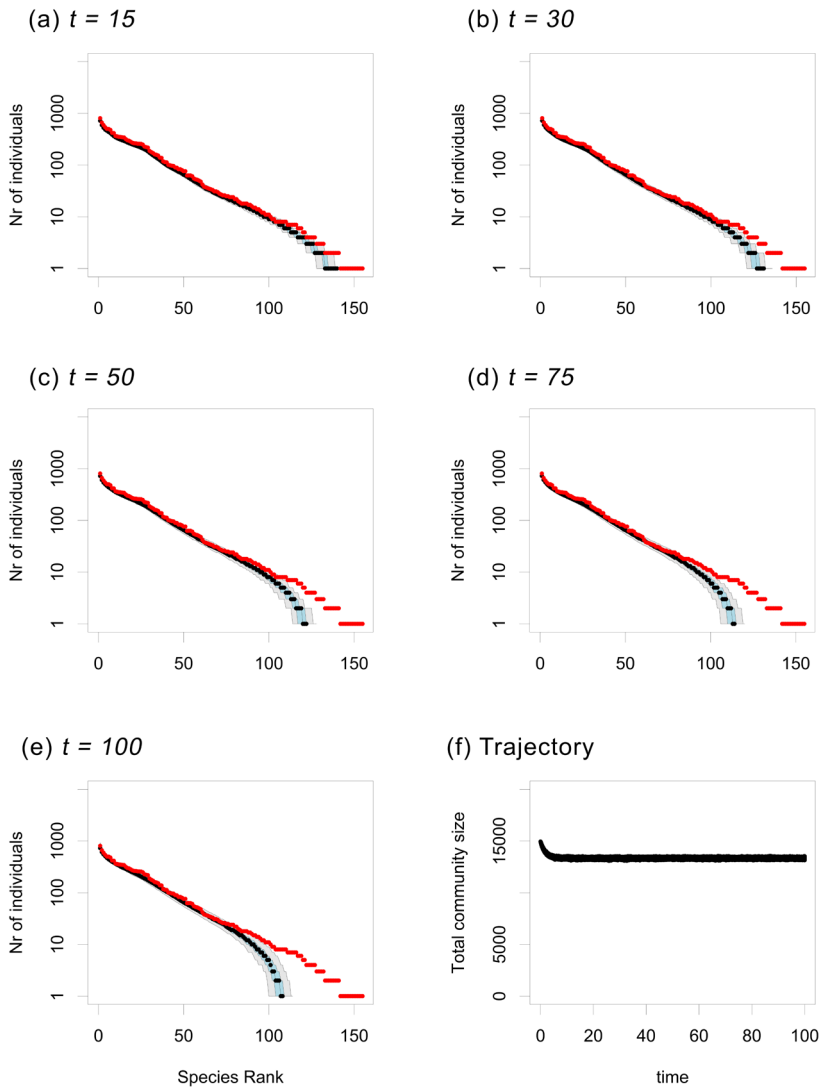 (a) t = 15
(b) t = 30
Nr of individuals
1 10 100 1000
0 50 100 150
Nr of individuals
1 10 100 1000
0 50 100 150
(c) t = 50
(d) t = 75
Nr of individuals
1 10 100 1000
0 50 100 150
Nr of individuals
1 10 100 1000
0 50 100 150
(e) t = 100
(f) Trajectory
Nr of individuals
1 10 100 1000
0 50 100 150
Species Rank
Total community size
0 5000 15000
0 20 40 60 80 100
time